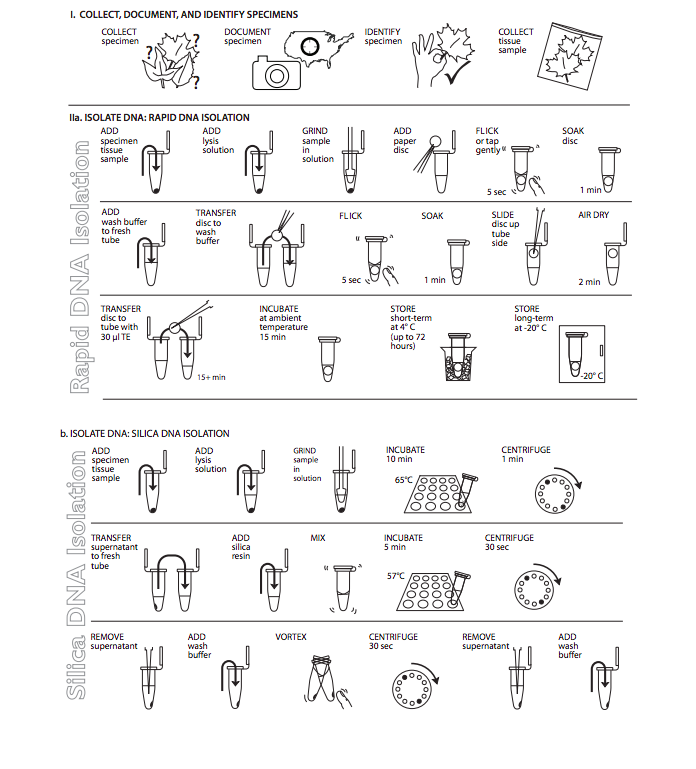 I. COLLECT, DOCUMENT, AND IDENTIFY SPECIMENS
COLLECT
specimen
?
?
?
DOCUMENT
specimen
IDENTIFY
specimen
COLLECT
tissue
sample
IIa. ISOLATE DNA: RAPID DNA ISOLATION
Rapid DNA Isolation
ADD
specimen
tissue
sample
ADD
lysis
solution
GRIND
sample
in
solution
ADD
paper
disc
FLICK
or tap
gently
5 sec
SOAK
disc
1 min
ADD
wash buffer
to fresh
tube
TRANSFER
disc to
wash
buffer
FLICK
5 sec
SOAK
1 min
SLIDE
disc up
tube
side
AIR DRY
2 min
TRANSFER
disc to
tube with
30 µl TE
15+ min
INCUBATE
at ambient
temperature
15 min
STORE
short-term
at 4° C
(up to 72
hours)
STORE
long-term
at -20° C
-20° C
b. ISOLATE DNA: SILICA DNA ISOLATION
Silica DNA Isolation
ADD
specimen
tissue
sample
ADD
lysis
solution
GRIND
sample
in
solution
INCUBATE
10 min
65°C
CENTRIFUGE
1 min
TRANSFER
supernatant
to fresh
tube
ADD
silica
resin
MIX
INCUBATE
5 min
57°C
CENTRIFUGE
30 sec
REMOVE
supernatant
ADD
wash
buffer
VORTEX
CENTRIFUGE
30 sec
REMOVE
supernatant
ADD
wash
buffer